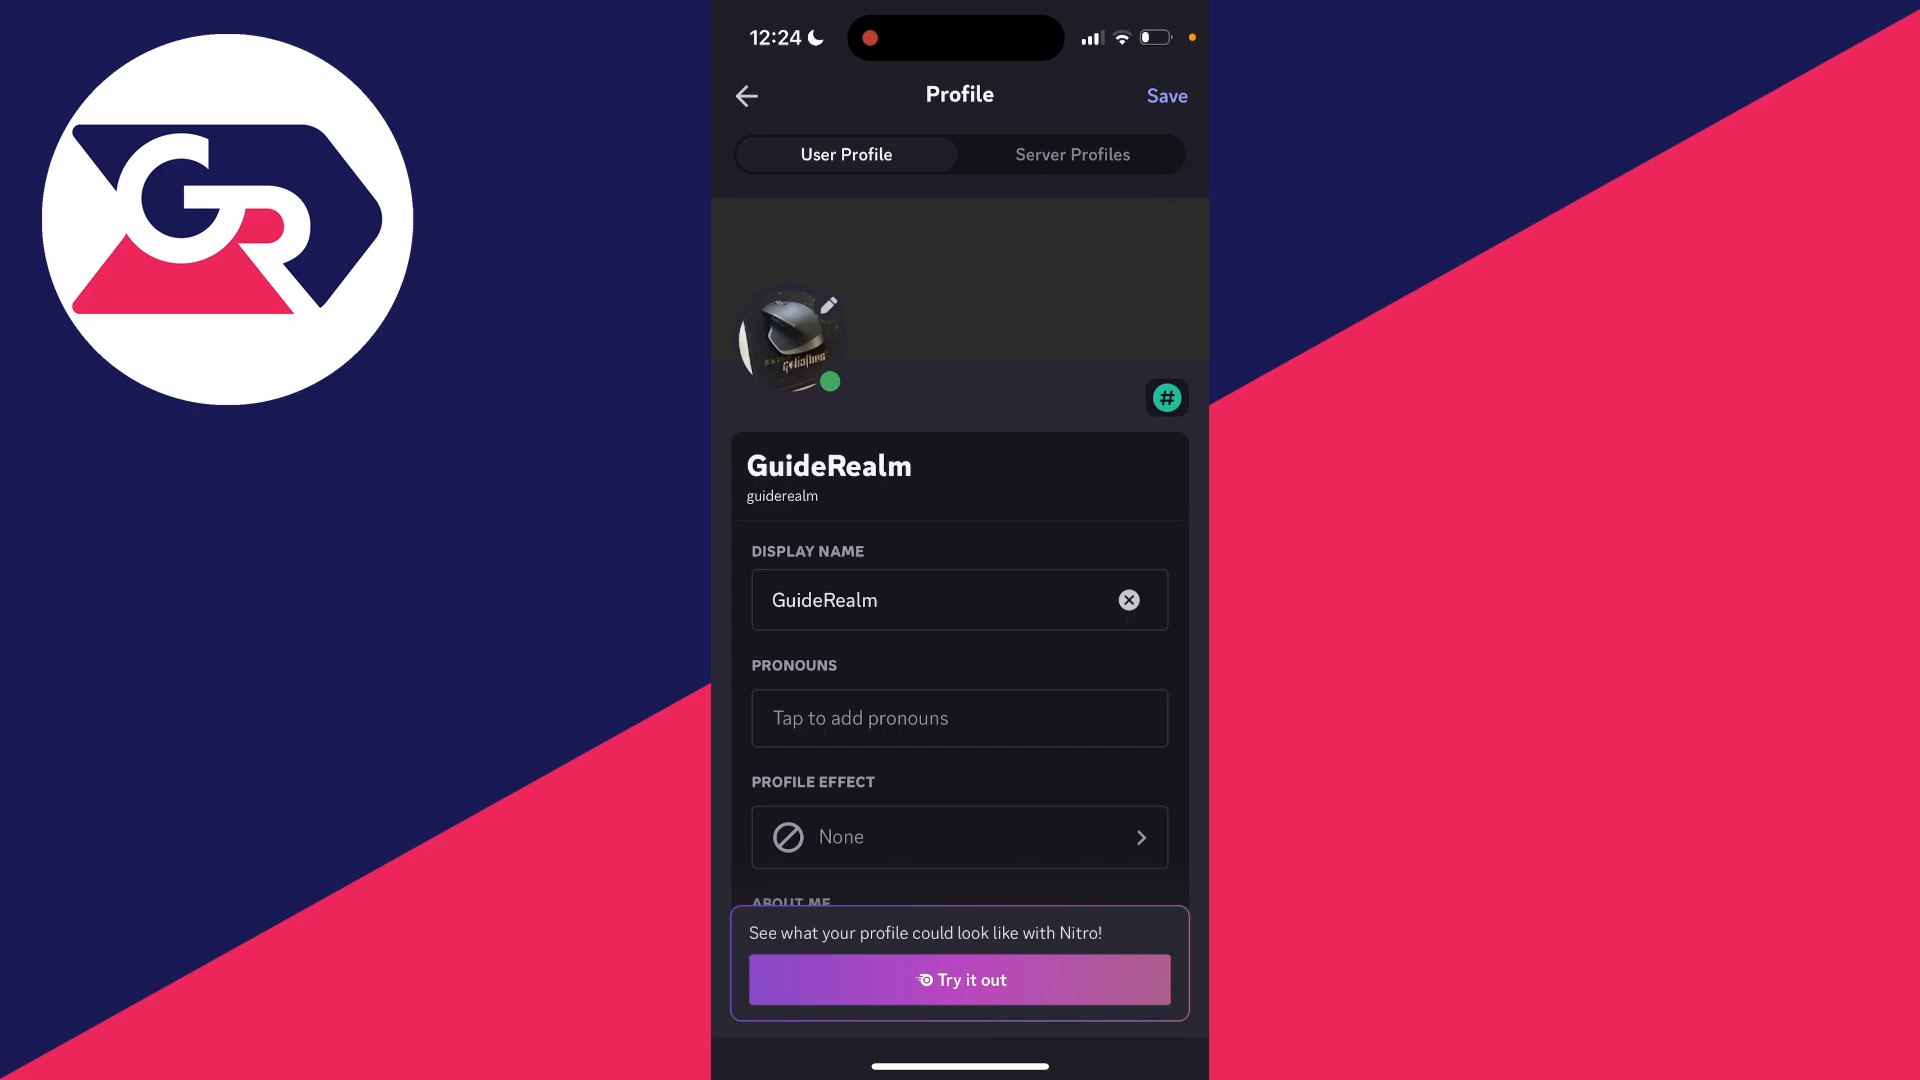 GR
12:24
Profile
Save
User Profile
Server Profiles
GuideRealm
guiderealm
DISPLAY NAME
GuideRealm
PRONOUNS
Tap to add pronouns
PROFILE EFFECT
None
ABOUT ME
See what your profile could look like with Nitro!
Try it out